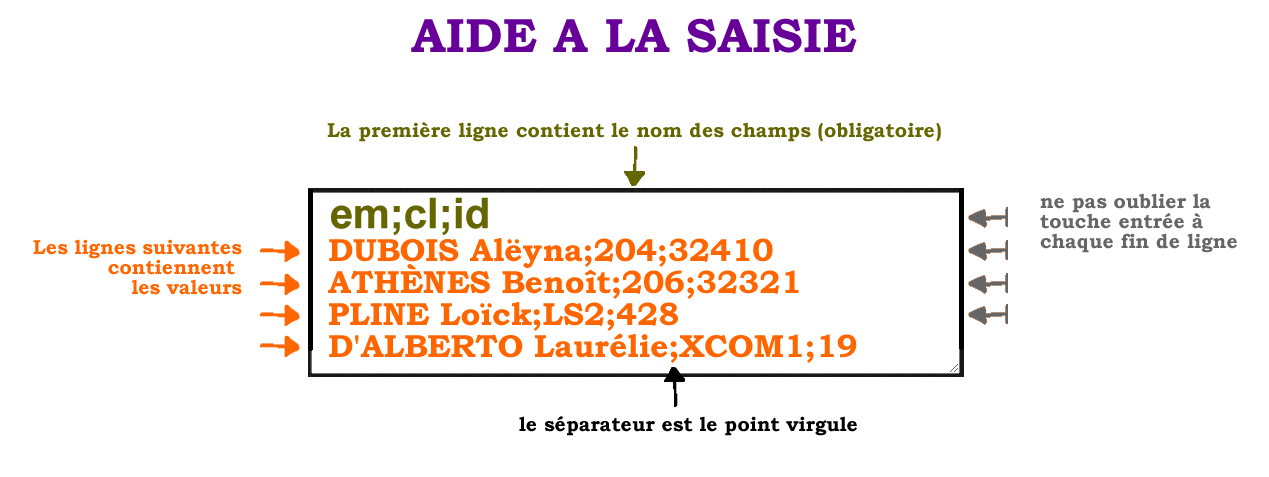 AIDE A LA SAISIE
La première ligne contient le nom des champs (obligatoire)
em;cl;id
DUBOIS Alëyna;204;32410
ATHÈNES Benoît;206;32321
PLINE Loïck;LS2;428
D'ALBERTO Laurélie;XCOM1;19
Les lignes suivantes
contiennent
les valeurs
ne pas oublier la
touche entrée à
chaque fin de ligne
le séparateur est le point virgule